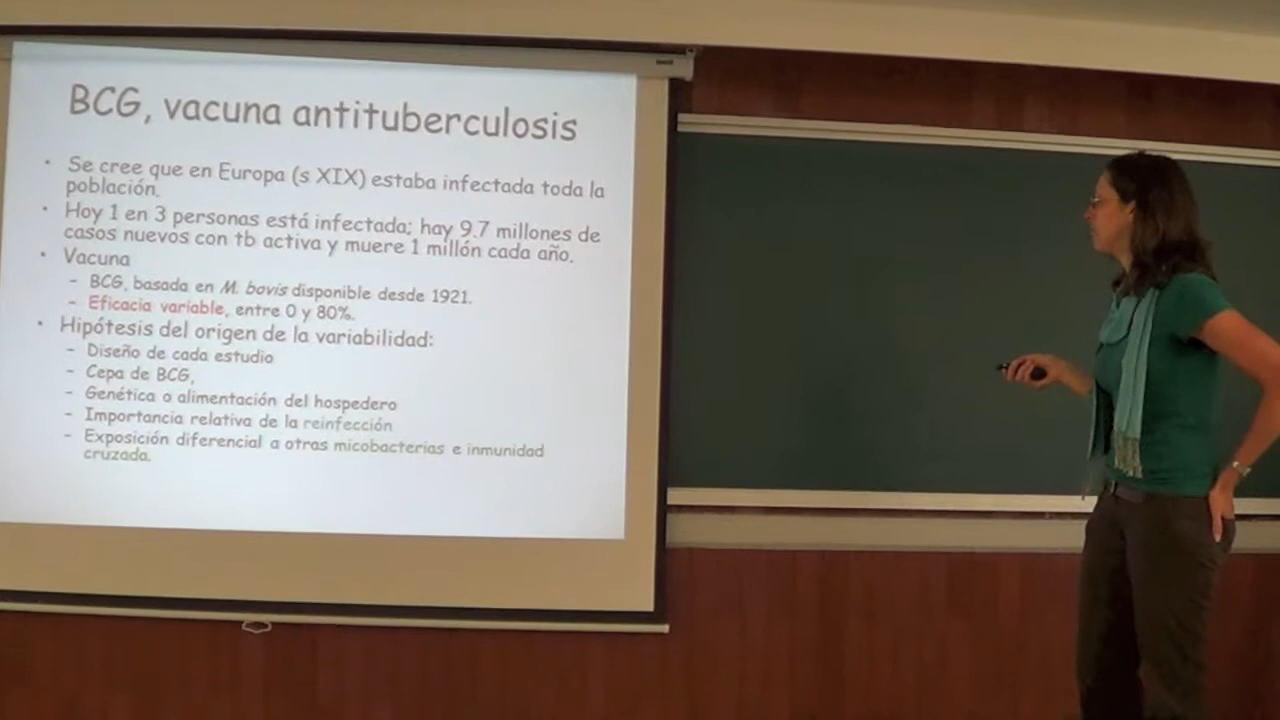 BCG, vacuna antituberculosis
• Se cree que en Europa (s XIX) estaba infectada toda la
población.
• Hoy 1 en 3 personas está infectada; hay 9.7 millones de
casos nuevos con tb activa y muere 1 millón cada año.
• Vacuna
- BCG, basada en M. bovis disponible desde 1921.
- Eficacia variable, entre 0 y 80%.
• Hipótesis del origen de la variabilidad:
- Diseño de cada estudio
- Cepa de BCG,
- Genética o alimentación del hospedero
- Importancia relativa de la reinfección
- Exposición diferencial a otras micobacterias e inmunidad
cruzada.